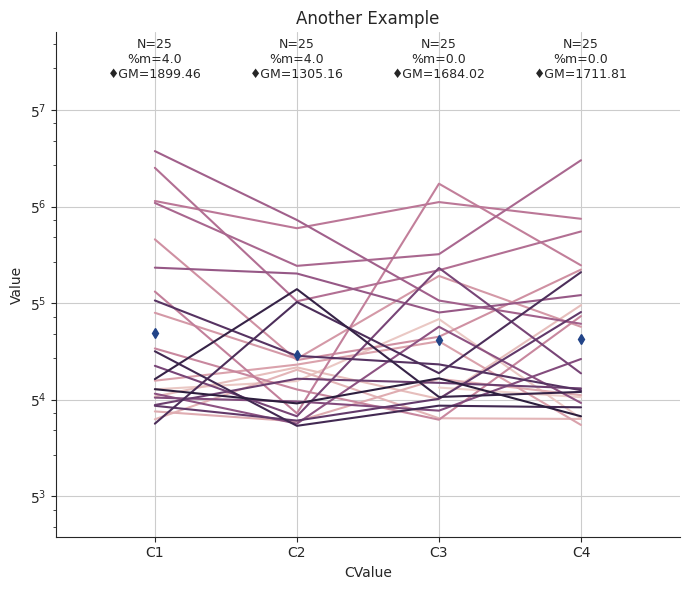 Another Example
N=25 N=25 N=25 N=25
%m=4.0 %m=4.0 %m=0.0 %m=0.0
♦GM=1899.46 ♦GM=1305.16 ♦GM=1684.02 ♦GM=1711.81
5⁷
5⁶
5⁵
5⁴
5³
Value
C1 C2 C3 C4
CValue